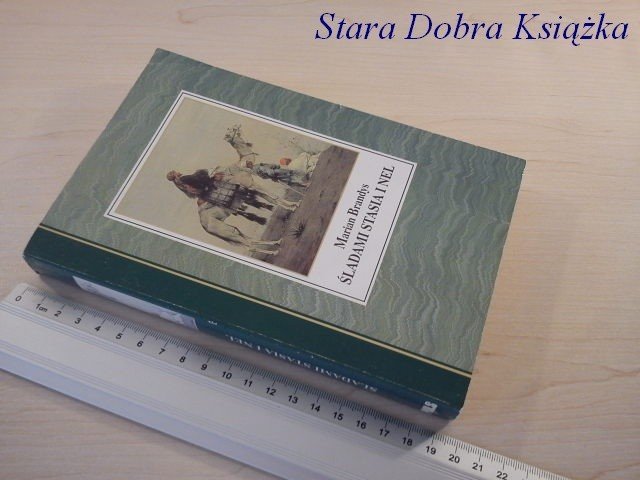 Stara Dobra Książka
Marian Brandys
ŚLADAMI STASIA I NEL
ŚLADAMI STASIA I NEL
0 1cm 2 3 4 5 6 7 8 9 10 11 12 13 14 15 16 17 18 19 20 21 22